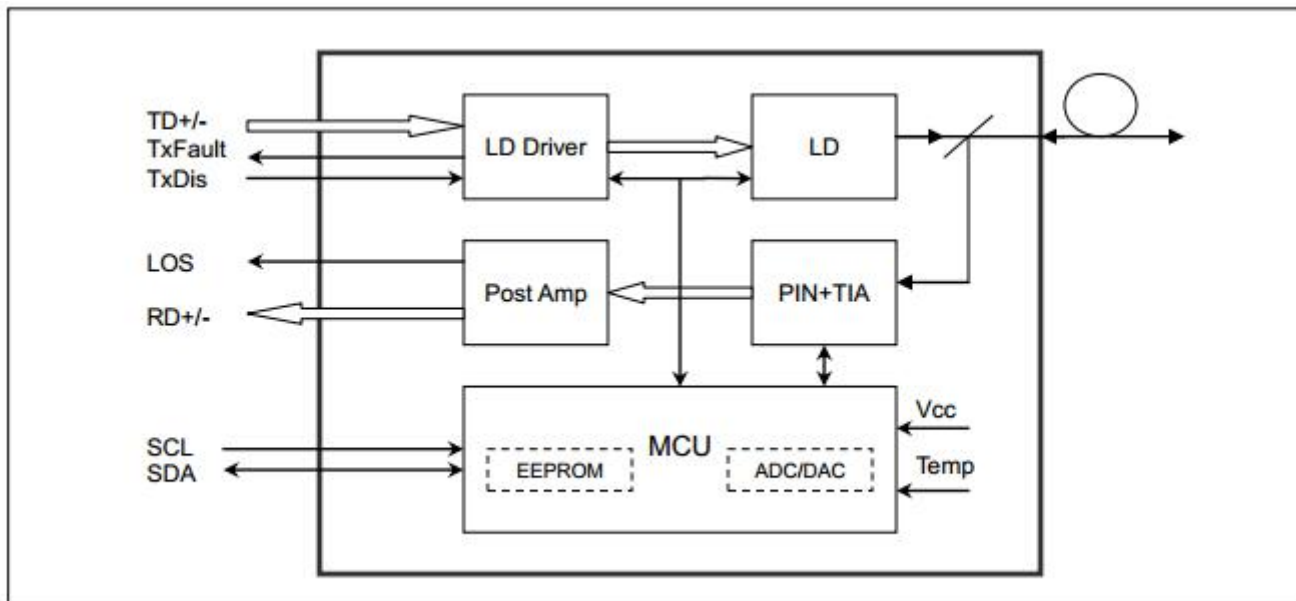 TD+/-
TxFault
TxDis
LD Driver
LD
LOS
RD+/-
Post Amp
PIN+TIA
SCL
SDA
MCU
EEPROM
ADC/DAC
Vcc
Temp